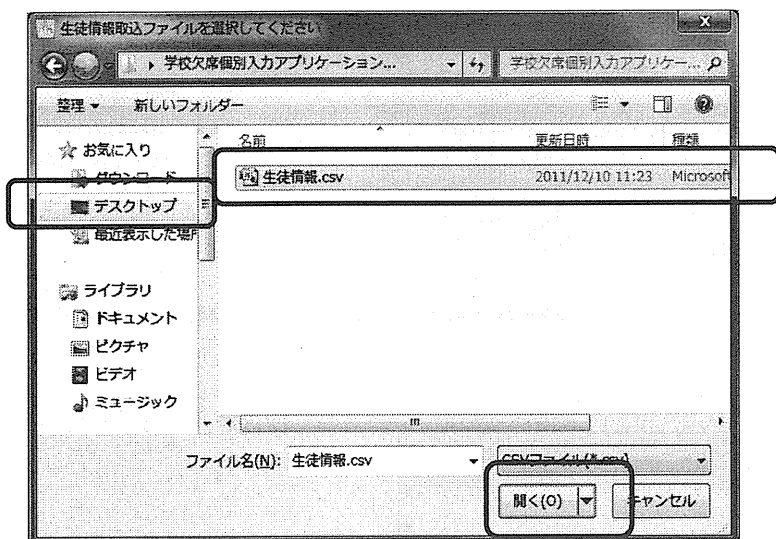 生徒情報取込ファイルを選択してください
学校欠席個別入力アプリケーション... 学校欠席個別入力アプリケー...
整理 新しいフォルダー
名前 更新日時 種類
お気に入り
ダウンロード
生徒情報.csv 2011/12/10 11:23 Microsoft
デスクトップ
最近表示した場所
ライブラリ
ドキュメント
ピクチャ
ビデオ
ミュージック
ファイル名(N): 生徒情報.csv CSVファイル(*.csv)
開く(O) キャンセル